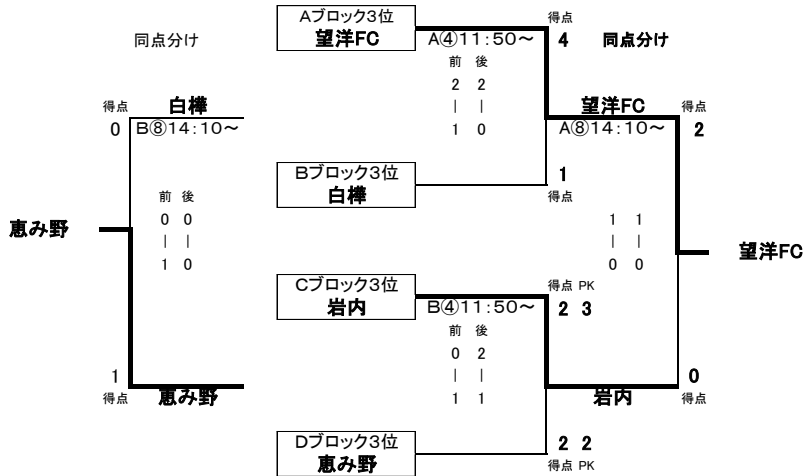 Aブロック3位
望洋FC
得点
同点分け
A④11:50～
4
同点分け
前 後
2 2
| |
1 0
得点
白樺
0
B⑧14:10～
望洋FC
得点
A⑧14:10～
2
Bブロック3位
白樺
1
得点
前 後
0 0
| |
1 0
恵み野
1 1
| |
0 0
望洋FC
Cブロック3位
岩内
得点 PK
B④11:50～
2 3
前 後
0 2
| |
1 1
1
得点
恵み野
岩内
0
得点
Dブロック3位
恵み野
2 2
得点 PK